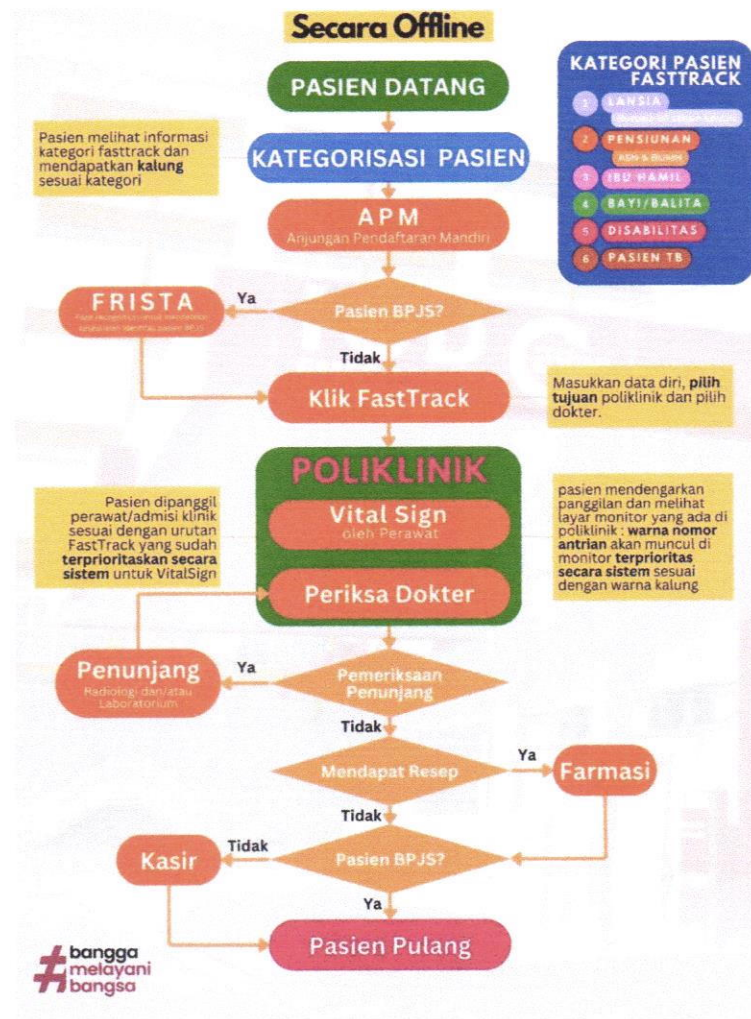 Secara Offline
PASIEN DATANG
KATEGORI PASIEN
FASTTRACK
1 LANSIA
2 PENSIUNAN
ASN & BUMN
3 IBU HAMIL
4 BAYI/BALITA
5 DISABILITAS
6 PASIEN TB
Pasien melihat informasi
kategori fasttrack dan
mendapatkan kalung
sesuai kategori
KATEGORISASI PASIEN
APM
Anjungan Pendaftaran Mandiri
FRISTA
Ya
Pasien BPJS?
Tidak
Klik FastTrack
Masukkan data diri, pilih
tujuan poliklinik dan pilih
dokter.
POLIKLINIK
Vital Sign
oleh Perawat
Periksa Dokter
Pasien dipanggil
perawat/admisi klinik
sesuai dengan urutan
FastTrack yang sudah
terprioritaskan secara
sistem untuk VitalSign
pasien mendengarkan
panggilan dan melihat
layar monitor yang ada di
poliklinik : warna nomor
antrian akan muncul di
monitor terprioritas
secara sistem sesuai
dengan warna kalung
Penunjang
Radiologi dan/atau
Laboratorium
Ya
Pemeriksaan
Penunjang
Tidak
Mendapat Resep
Ya
Farmasi
Tidak
Kasir
Tidak
Pasien BPJS?
Ya
Pasien Pulang
#bangga
melayani
bangsa